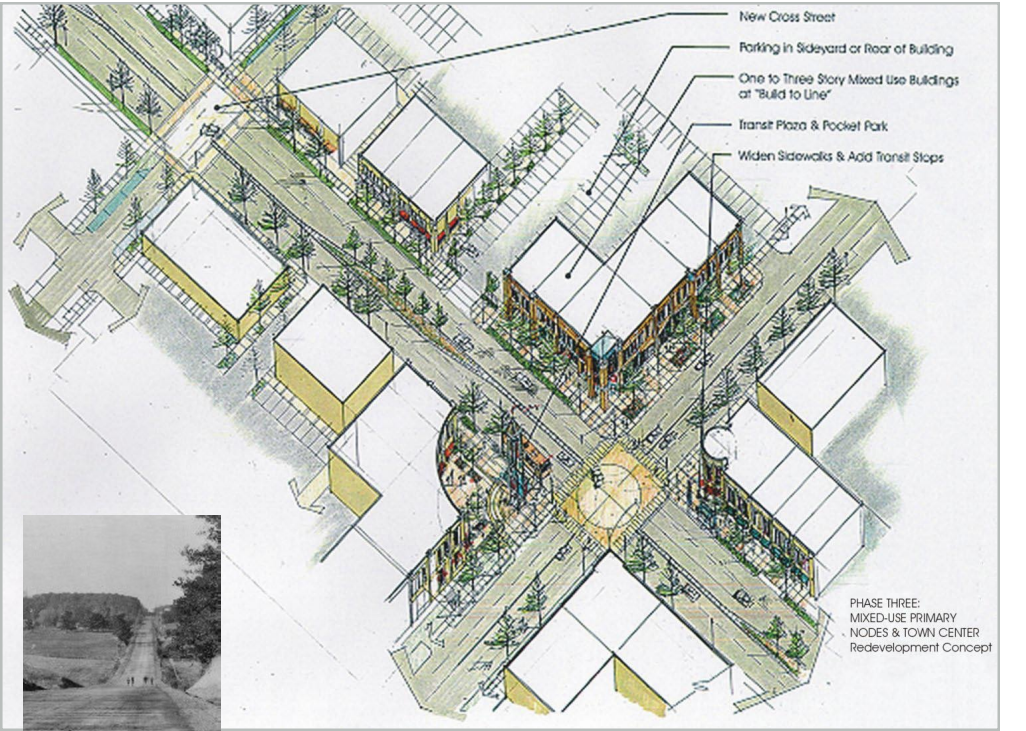 New Cross Street
Parking in Sideyard or Rear of Building
One to Three Story Mixed Use Buildings
at "Build to Line"
Transit Plaza & Pocket Park
Widen Sidewalks & Add Transit Stops
PHASE THREE:
MIXED-USE PRIMARY
NODES & TOWN CENTER
Redevelopment Concept